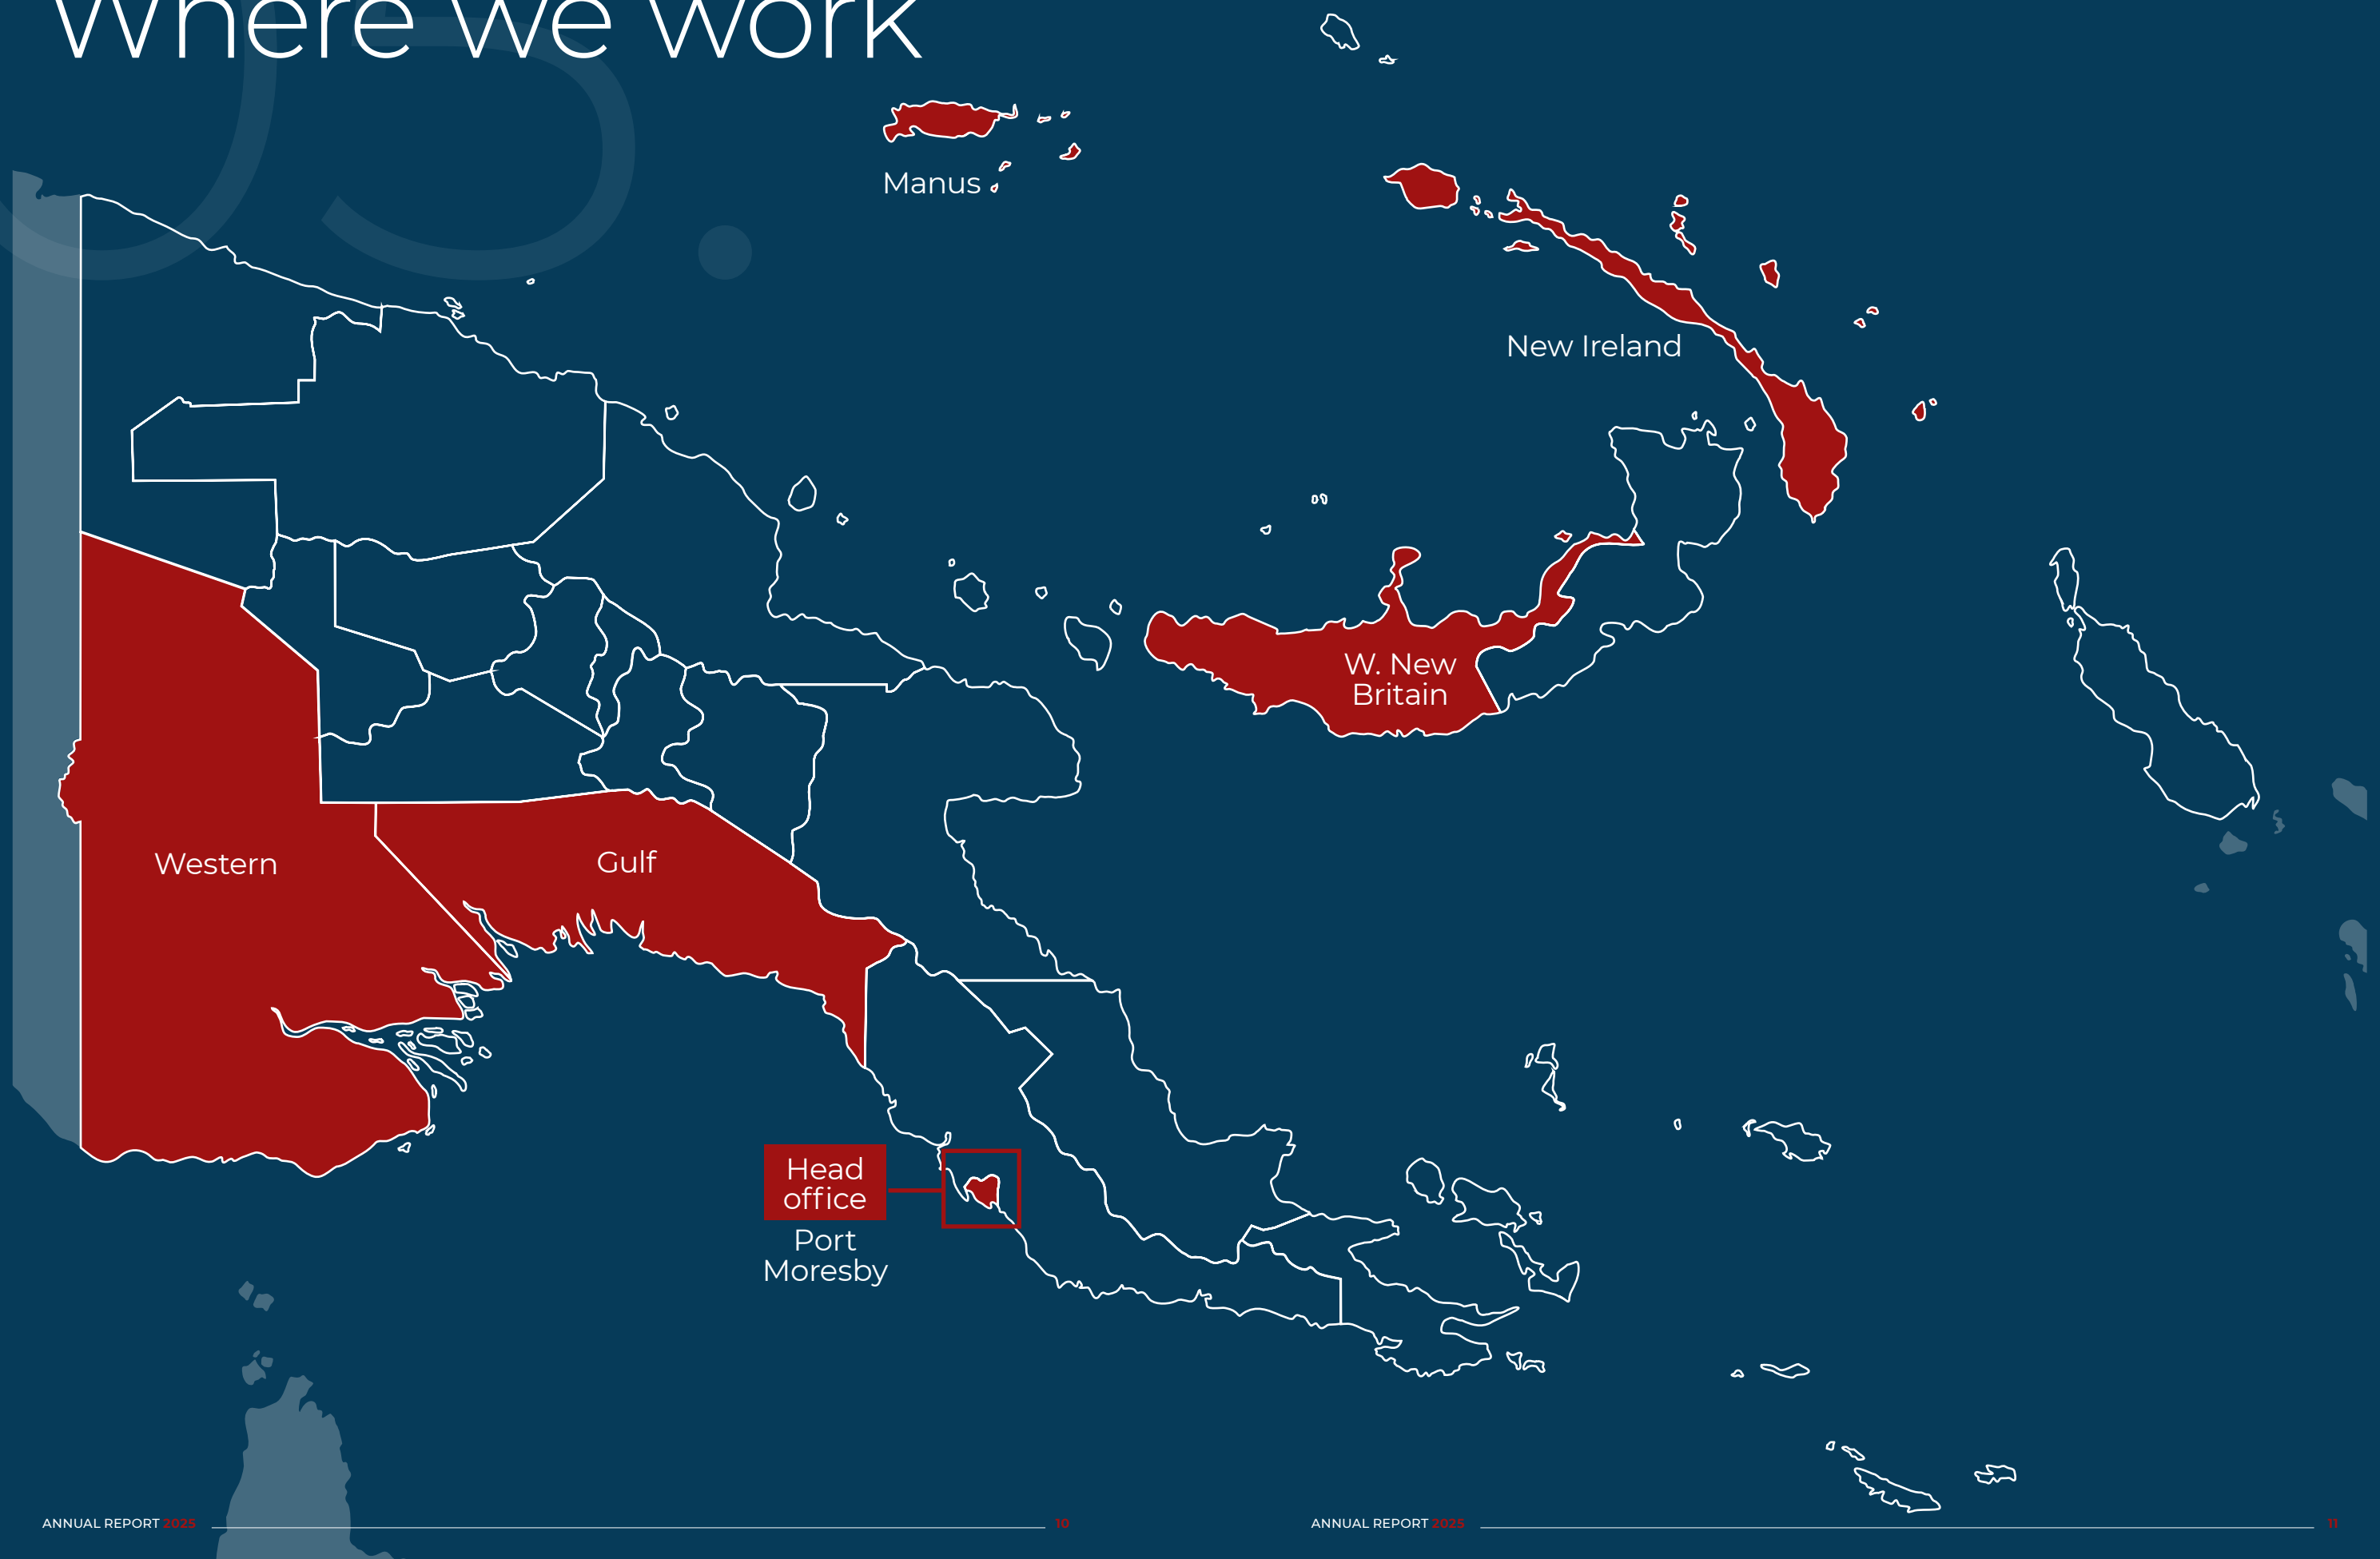 Where We Work
05.
Manus
New Ireland
W. New
Britain
Western
Gulf
Head
office
Port
Moresby
ANNUAL REPORT 2025
10
ANNUAL REPORT 2025
11